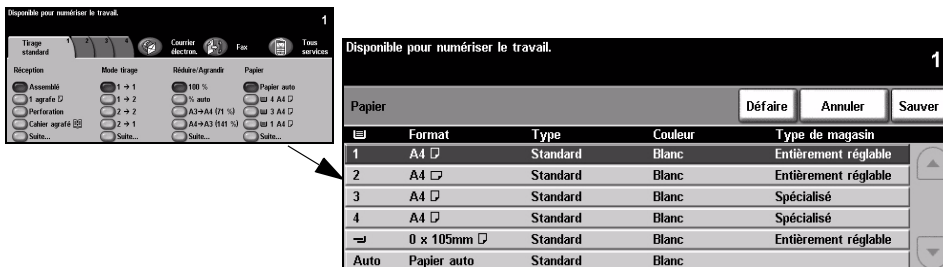 Disponible pour numériser le travail.
1
Tirage standard 1 2 3 4 Courrier électron. Fax Tous services
Réception Mode tirage Réduire/Agrandir Papier
Assemblé 1 → 1 100 % Papier auto
1 agrafe 1 → 2 % auto 4 A4
Perforation 2 → 2 A3→A4 (71 %) 3 A4
Cahier agrafé 2 → 1 A4→A3 (141 %) 1 A4
Suite... Suite... Suite... Suite...
Disponible pour numériser le travail.
1
Papier Défaire Annuler Sauver
Format Type Couleur Type de magasin
1 A4 Standard Blanc Entièrement réglable
2 A4 Standard Blanc Entièrement réglable
3 A4 Standard Blanc Spécialisé
4 A4 Standard Blanc Spécialisé
0 x 105mm Standard Blanc Entièrement réglable
Auto Papier auto Standard Blanc